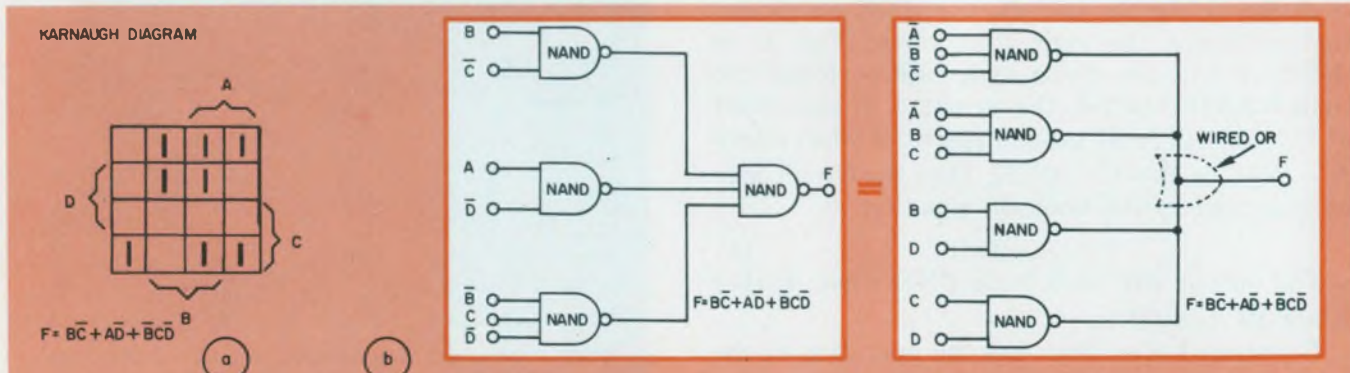 KARNAUGH DIAGRAM
A
D
C
B
F = BC̅ + AD̅ + B̅CD̅
a
b
B
C̅
NAND
A
D̅
NAND
B̅
C
D̅
NAND
NAND
F
F=BC̅+AD̅+B̅CD̅
=
A̅
B̅
C̅
NAND
A̅
B
C
NAND
B
D
NAND
C
D
NAND
WIRED OR
F
F=BC̅+AD̅+B̅CD̅